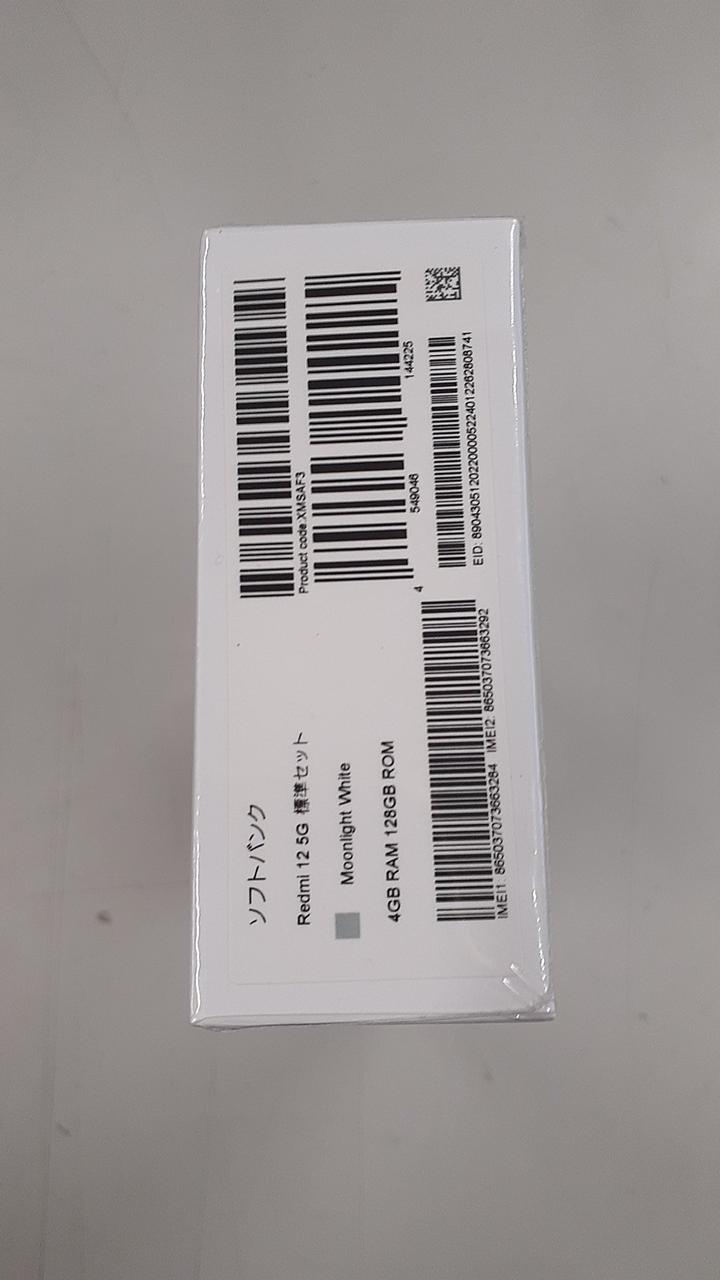 ソフトバンク
Redmi 12 5G 標準セット
Moonlight White
4GB RAM 128GB ROM
Product code:XMSAF3
4 549046 144225
IMEI1: 865037073663284 IMEI2: 865037073663292
EID: 89043051202200005224012262808741